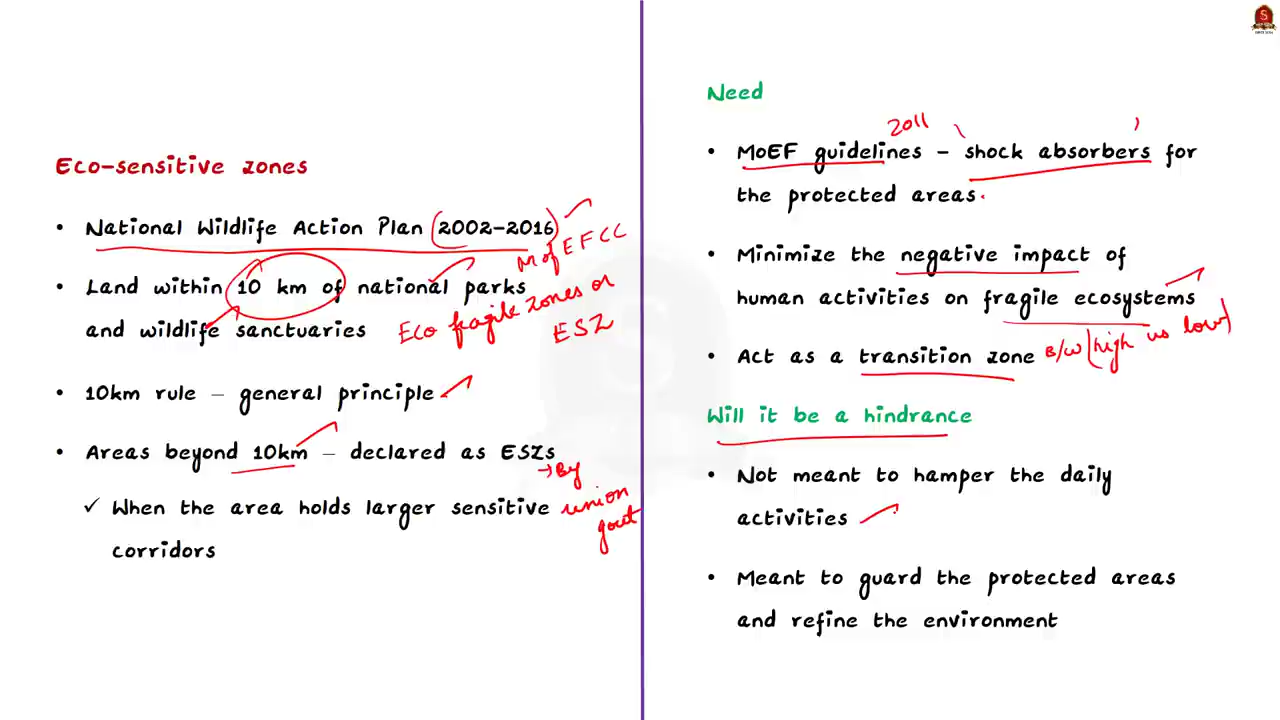 Eco-sensitive zones
• National Wildlife Action Plan (2002-2016)
M of EFCC
• Land within 10 km of national parks
and wildlife sanctuaries
Eco fragile zones or
ESZ
• 10km rule – general principle
• Areas beyond 10km – declared as ESZs
→ By
union
govt
✓ When the area holds larger sensitive
corridors
Need
2011
• MoEF guidelines – 'shock absorbers' for
the protected areas.
• Minimize the negative impact of
human activities on fragile ecosystems
• Act as a transition zone
B/W (high vs low)
Will it be a hindrance
• Not meant to hamper the daily
activities
• Meant to guard the protected areas
and refine the environment